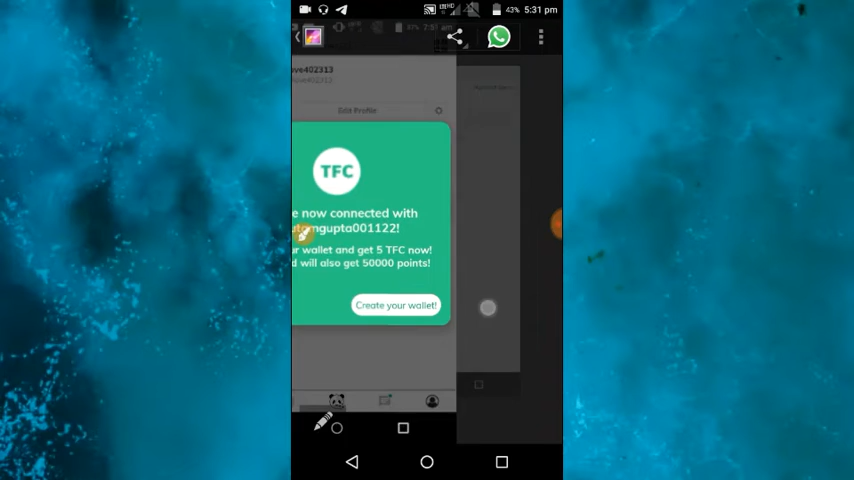 43% 5:31 pm
ave402313
Edit Profile
TFC
e now connected with
utamgupta001122!
r wallet and get 5 TFC now!
d will also get 50000 points!
Create your wallet!